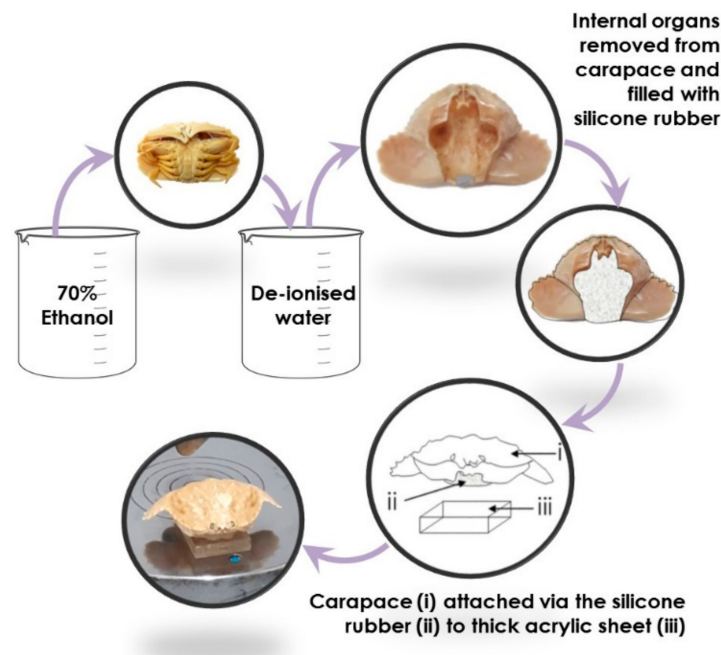 Internal organs
removed from
carapace and
filled with
silicone rubber
70%
Ethanol
De-ionised
water
i
ii
iii
Carapace (i) attached via the silicone
rubber (ii) to thick acrylic sheet (iii)